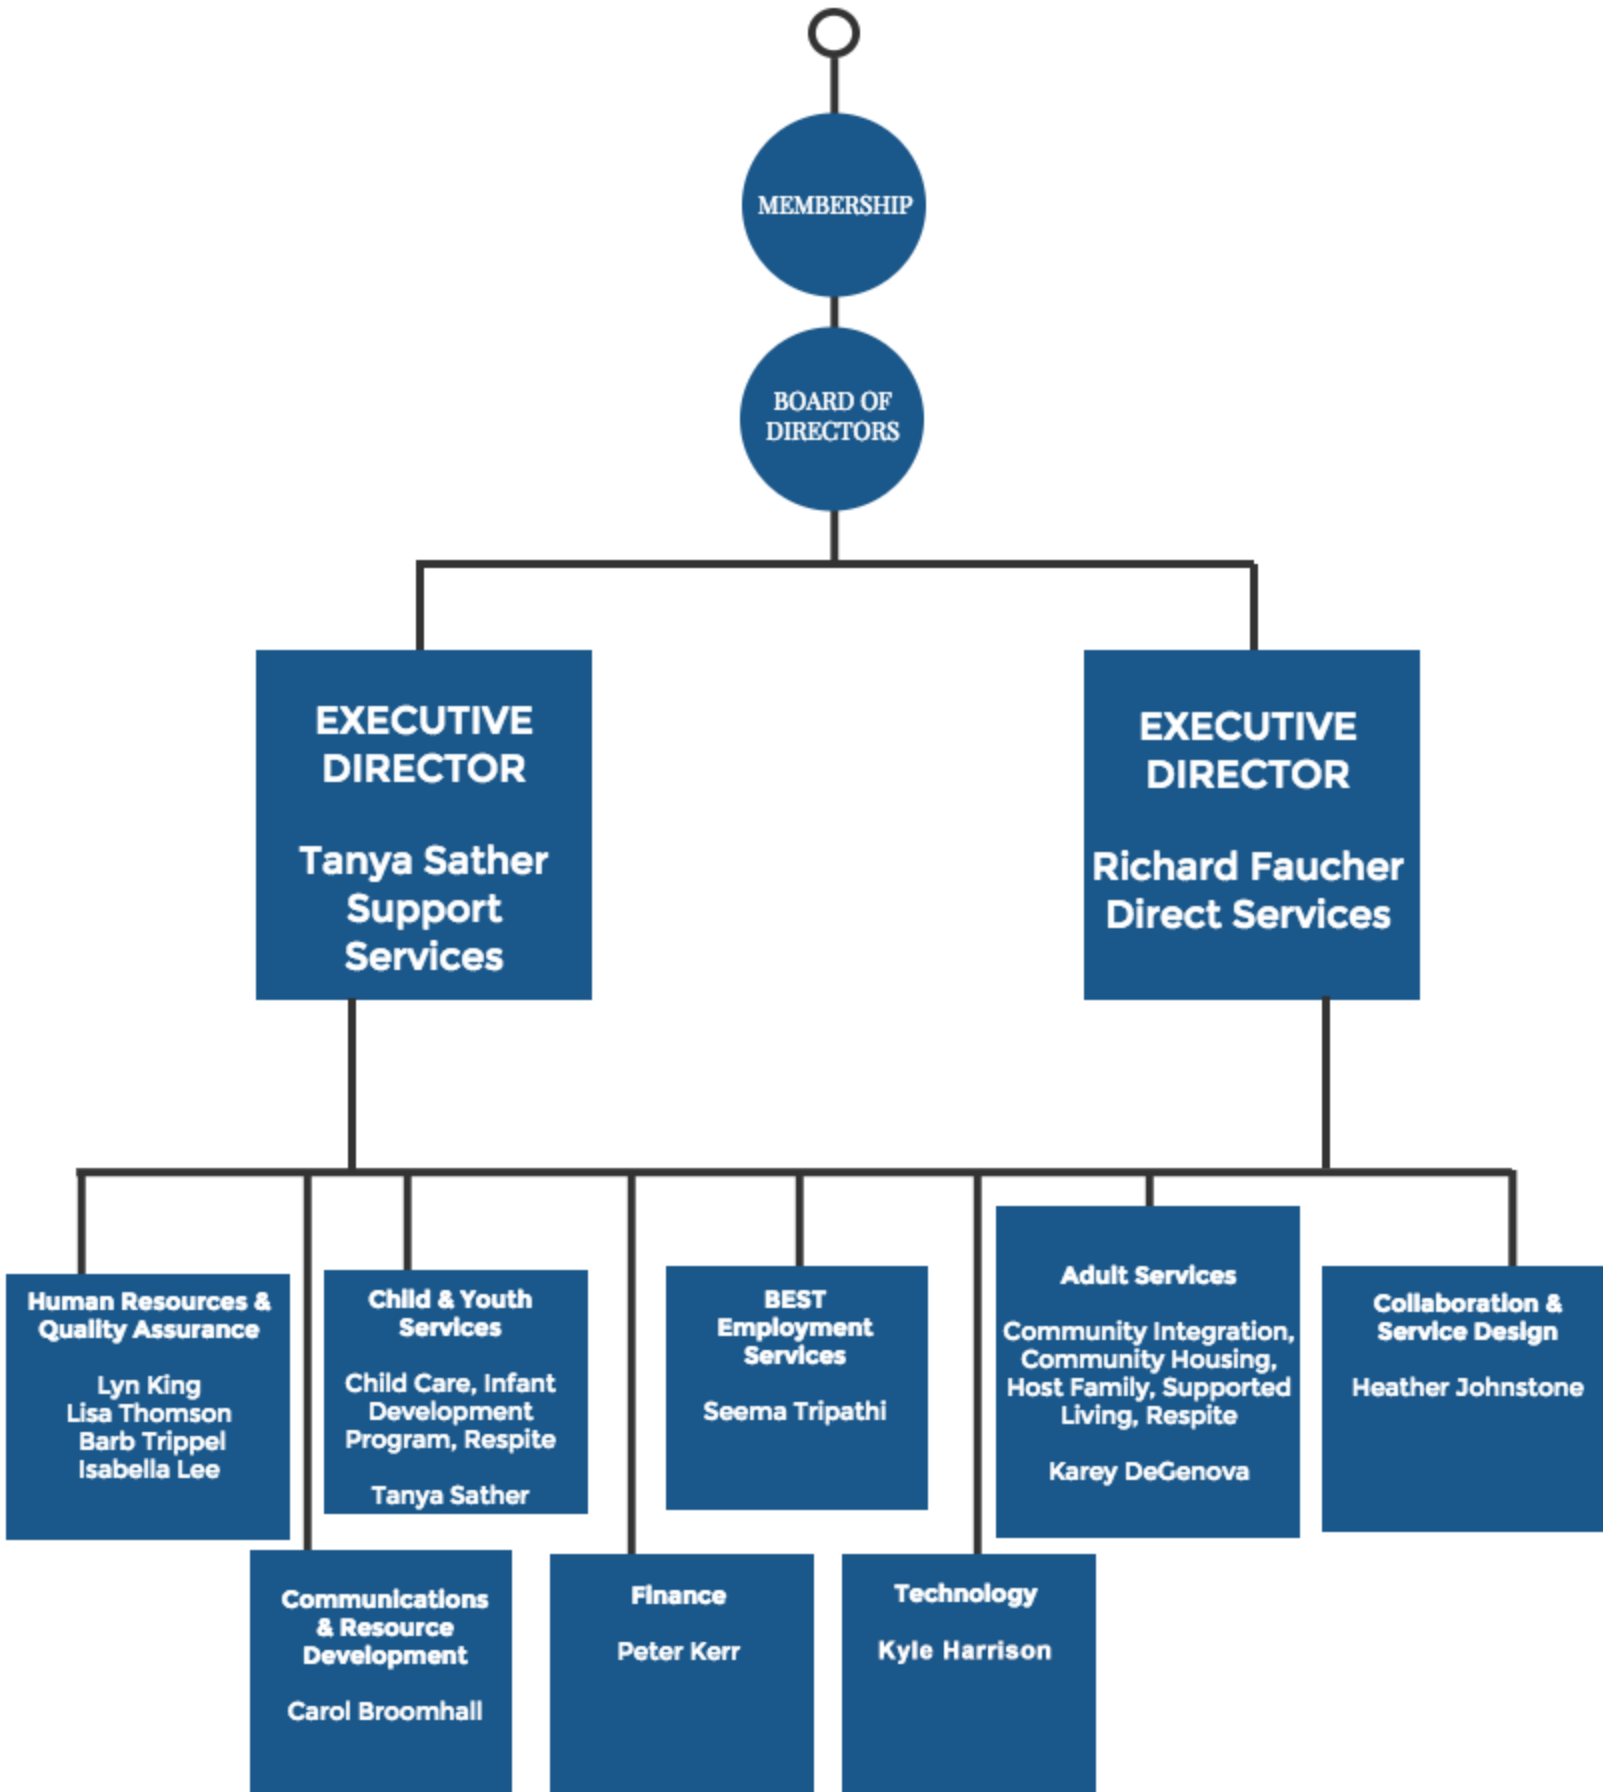 MEMBERSHIP
BOARD OF
DIRECTORS
EXECUTIVE
DIRECTOR
Tanya Sather
Support
Services
EXECUTIVE
DIRECTOR
Richard Faucher
Direct Services
Human Resources &
Quality Assurance
Lyn King
Lisa Thomson
Barb Trippel
Isabella Lee
Child & Youth
Services
Child Care, Infant
Development
Program, Respite
Tanya Sather
BEST
Employment
Services
Seema Tripathi
Adult Services
Community Integration,
Community Housing,
Host Family, Supported
Living, Respite
Karey DeGenova
Collaboration &
Service Design
Heather Johnstone
Communications
& Resource
Development
Carol Broomhall
Finance
Peter Kerr
Technology
Kyle Harrison